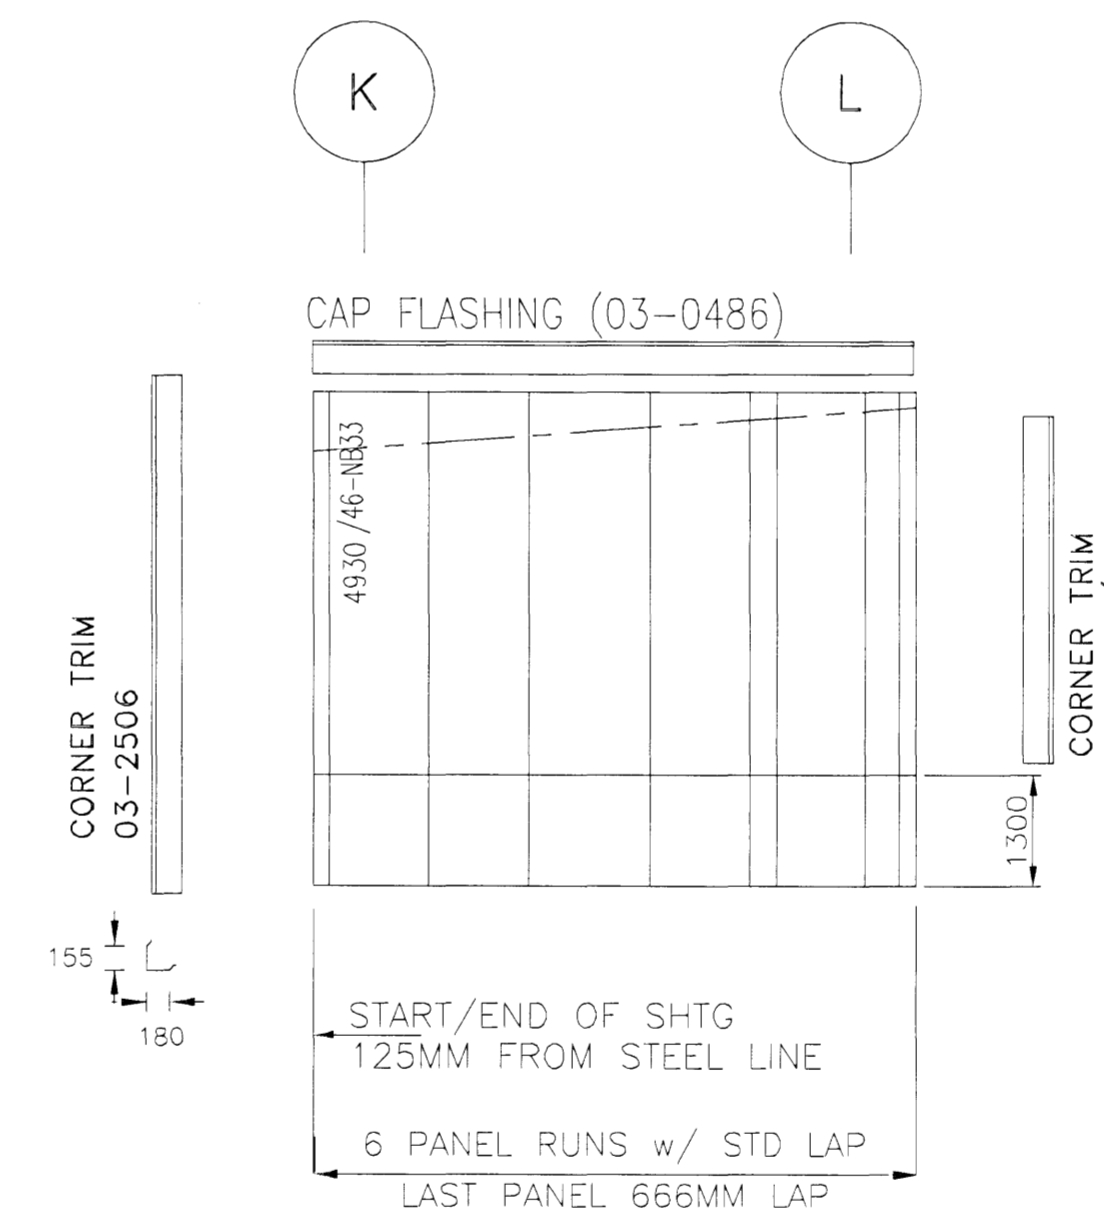 K
L
CAP FLASHING (03-0486)
4930/46-NB33
CORNER TRIM
03-2506
CORNER TRIM
1300
155
180
START/END OF SHTG
125MM FROM STEEL LINE
6 PANEL RUNS w/ STD LAP
LAST PANEL 666MM LAP